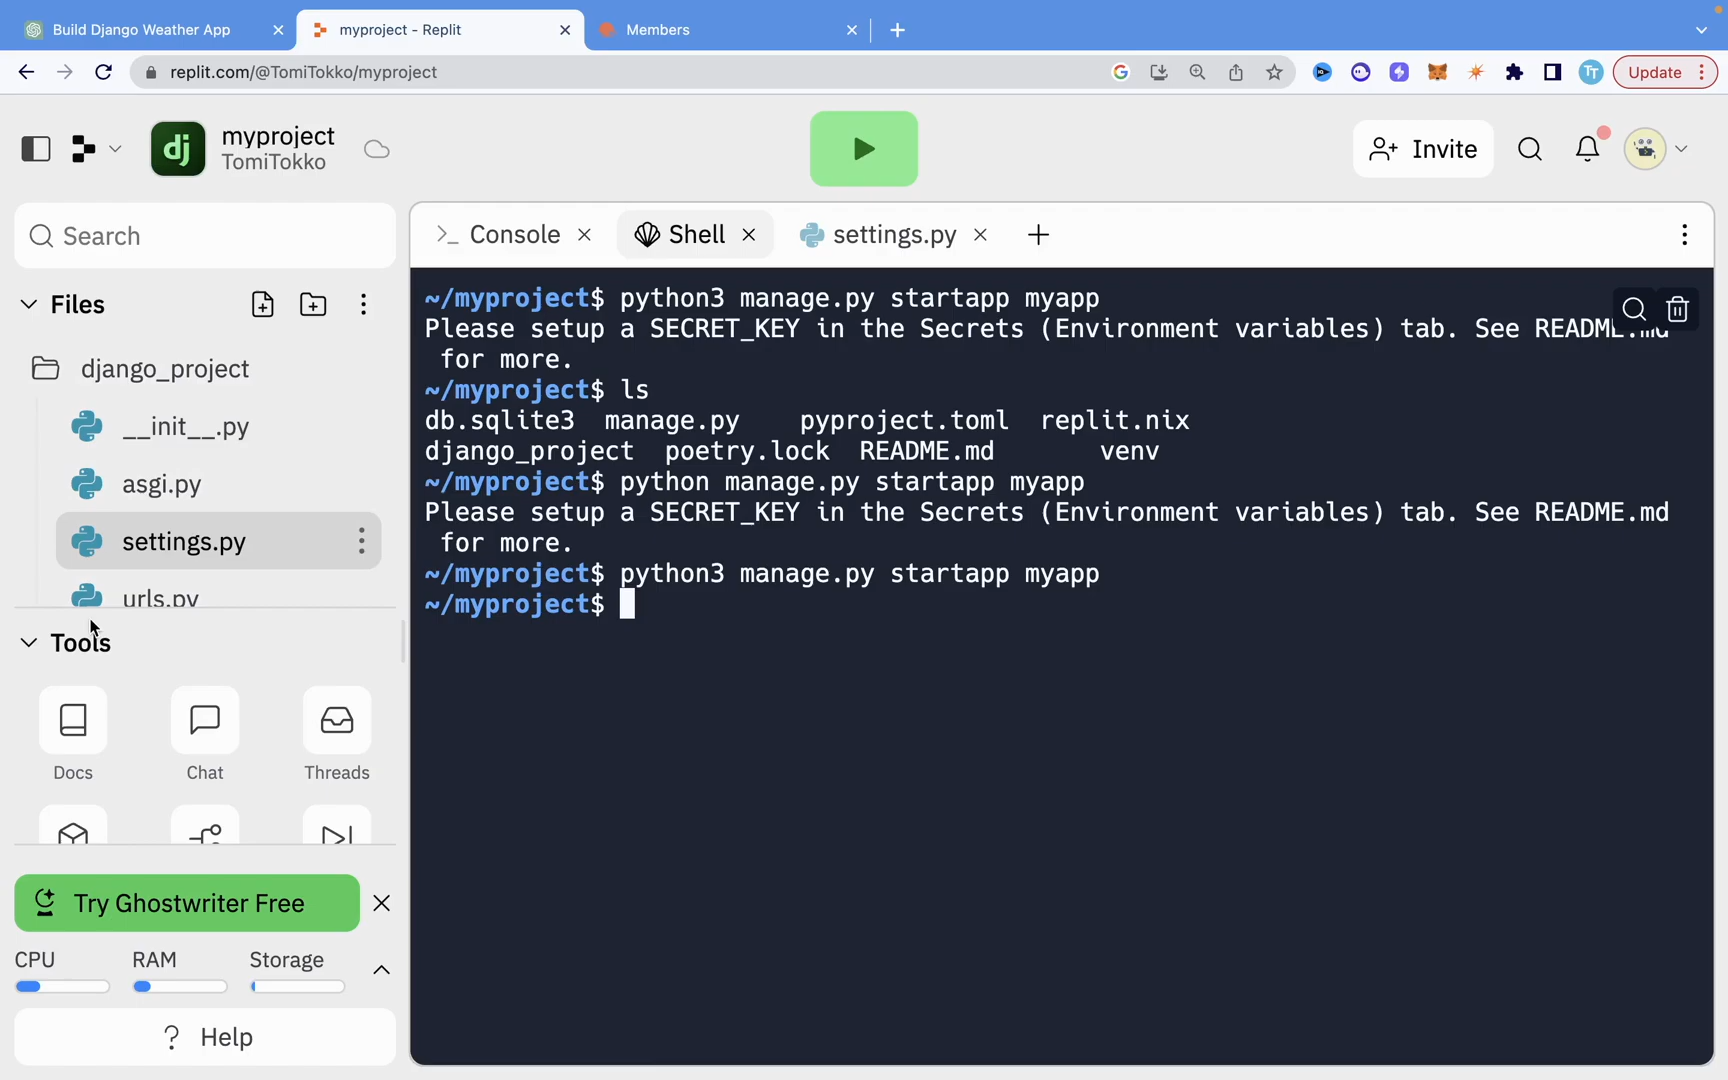 Build Django Weather App
myproject - Replit
Members
replit.com/@TomiTokko/myproject
TT
Update
dj
myproject
TomiTokko
Invite
Search
Console
Shell
settings.py
Files
django_project
__init__.py
asgi.py
settings.py
urls.py
Tools
Docs
Chat
Threads
Try Ghostwriter Free
CPU
RAM
Storage
? Help
~/myproject$ python3 manage.py startapp myapp
Please setup a SECRET_KEY in the Secrets (Environment variables) tab. See README.md
for more.
~/myproject$ ls
db.sqlite3 manage.py pyproject.toml replit.nix
django_project poetry.lock README.md venv
~/myproject$ python manage.py startapp myapp
Please setup a SECRET_KEY in the Secrets (Environment variables) tab. See README.md
for more.
~/myproject$ python3 manage.py startapp myapp
~/myproject$